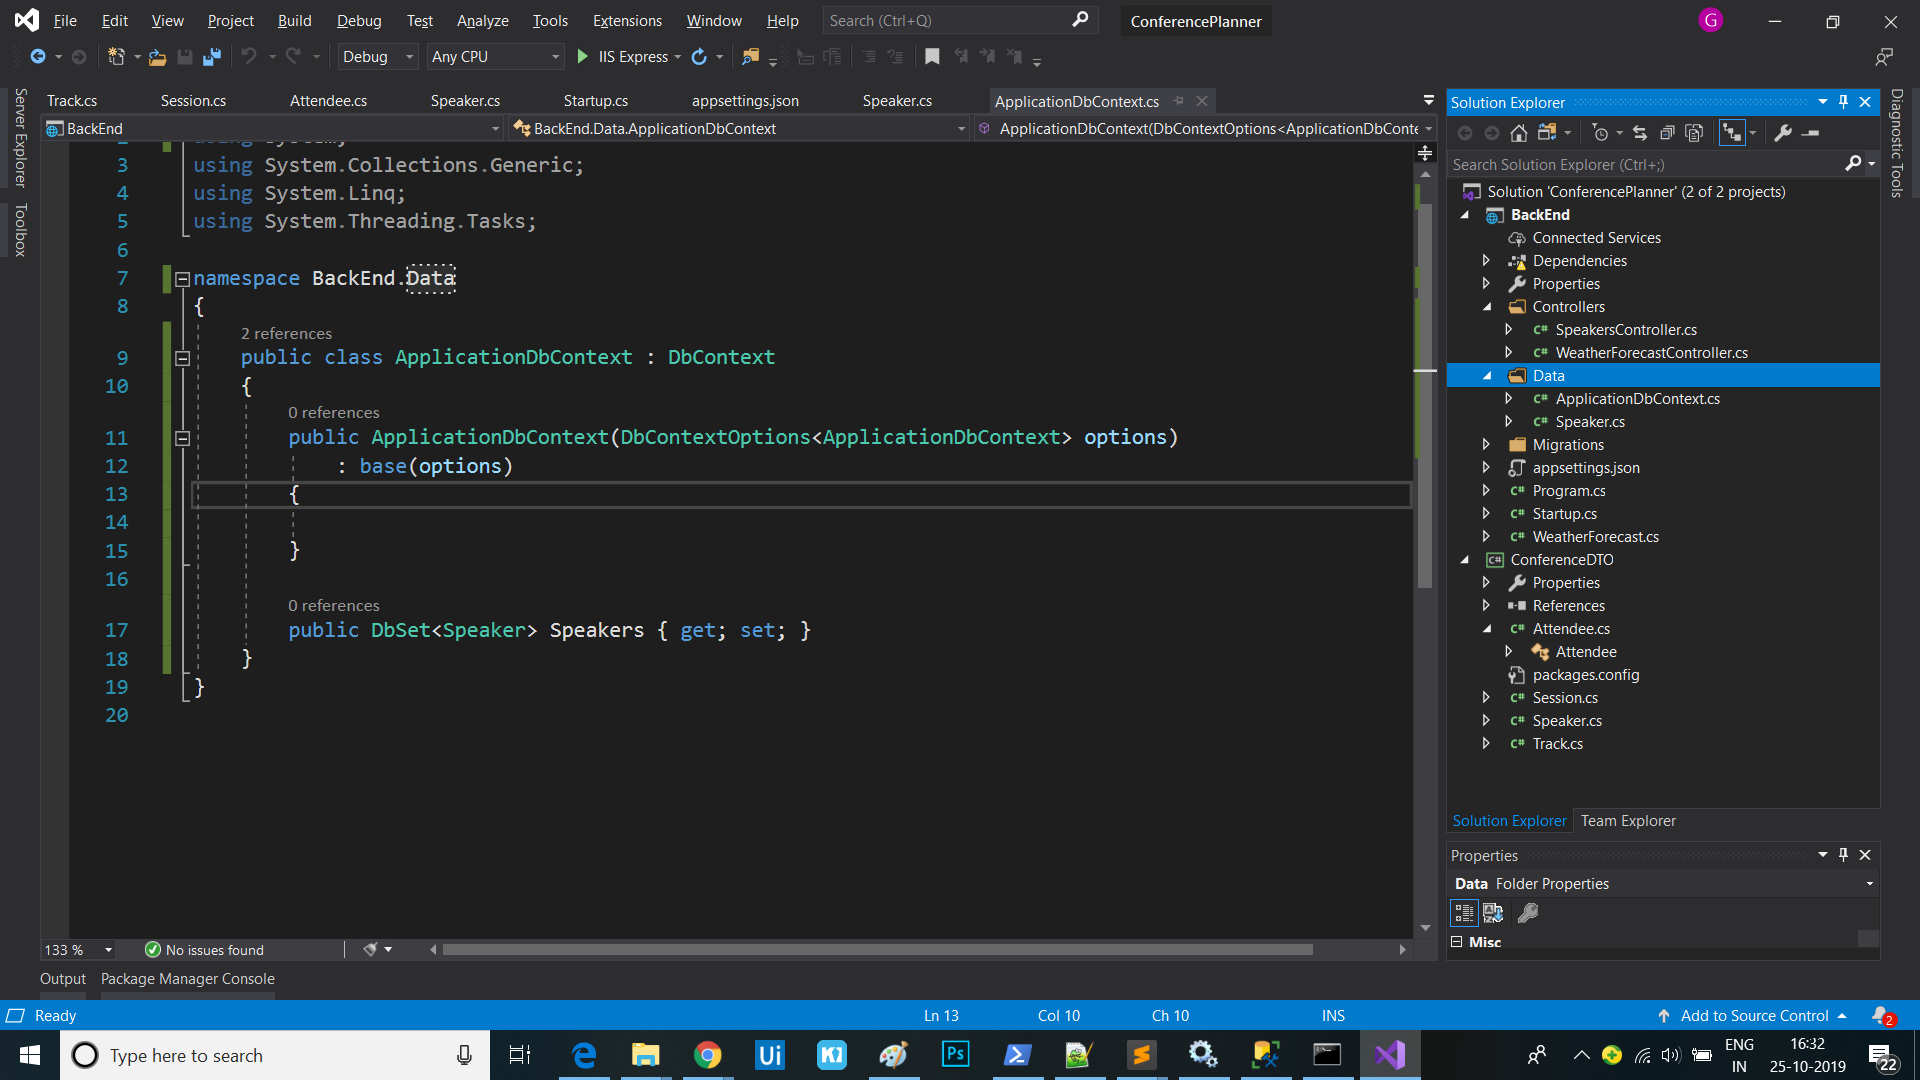 File Edit View Project Build Debug Test Analyze Tools Extensions Window Help Search (Ctrl+Q) ConferencePlanner G
Debug Any CPU IIS Express
Server Explorer
Toolbox
Track.cs Session.cs Attendee.cs Speaker.cs Startup.cs appsettings.json Speaker.cs ApplicationDbContext.cs
BackEnd BackEnd.Data.ApplicationDbContext ApplicationDbContext(DbContextOptions<ApplicationDbConte
2 using System;
3 using System.Collections.Generic;
4 using System.Linq;
5 using System.Threading.Tasks;
6
7 namespace BackEnd.Data
8 {
2 references
9 public class ApplicationDbContext : DbContext
10 {
0 references
11 public ApplicationDbContext(DbContextOptions<ApplicationDbContext> options)
12 : base(options)
13 {
14
15 }
16
0 references
17 public DbSet<Speaker> Speakers { get; set; }
18 }
19 }
20
133 % No issues found
Output Package Manager Console
Solution Explorer
Search Solution Explorer (Ctrl+;)
Solution 'ConferencePlanner' (2 of 2 projects)
BackEnd
Connected Services
Dependencies
Properties
Controllers
C# SpeakersController.cs
C# WeatherForecastController.cs
Data
C# ApplicationDbContext.cs
C# Speaker.cs
Migrations
appsettings.json
C# Program.cs
C# Startup.cs
C# WeatherForecast.cs
C# ConferenceDTO
Properties
References
C# Attendee.cs
Attendee
packages.config
C# Session.cs
C# Speaker.cs
C# Track.cs
Solution Explorer Team Explorer
Properties
Data Folder Properties
Misc
Diagnostic Tools
Ready Ln 13 Col 10 Ch 10 INS Add to Source Control 2
Type here to search Ui Ps ENG IN 16:32 25-10-2019 22